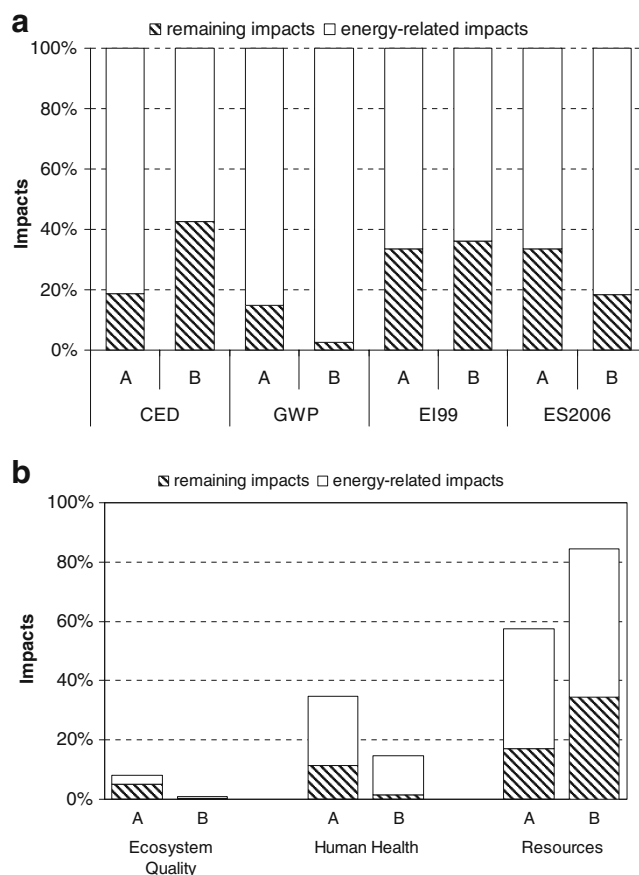 a
remaining impacts energy-related impacts
100%
80%
60%
40%
20%
0%
Impacts
A B A B A B A B
CED GWP EI99 ES2006
b
remaining impacts energy-related impacts
100%
80%
60%
40%
20%
0%
Impacts
A B A B A B
Ecosystem Human Health Resources
Quality